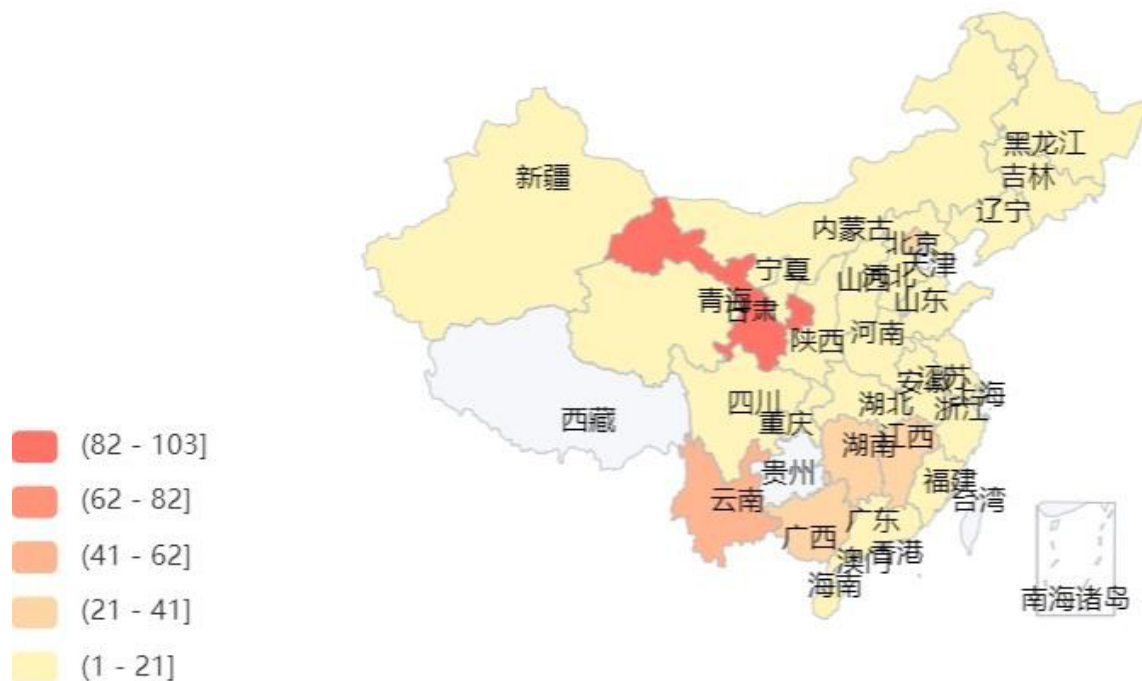 黑龙江
吉林
新疆
辽宁
内蒙古
北京
天津
宁夏
河北
山西
青海
山东
甘肃
河南
陕西
江苏
安徽
上海
四川
湖北
浙江
重庆
西藏
江西
湖南
贵州
福建
云南
台湾
广东
广西
香港
澳门
海南
南海诸岛
(82 - 103]
(62 - 82]
(41 - 62]
(21 - 41]
(1 - 21]